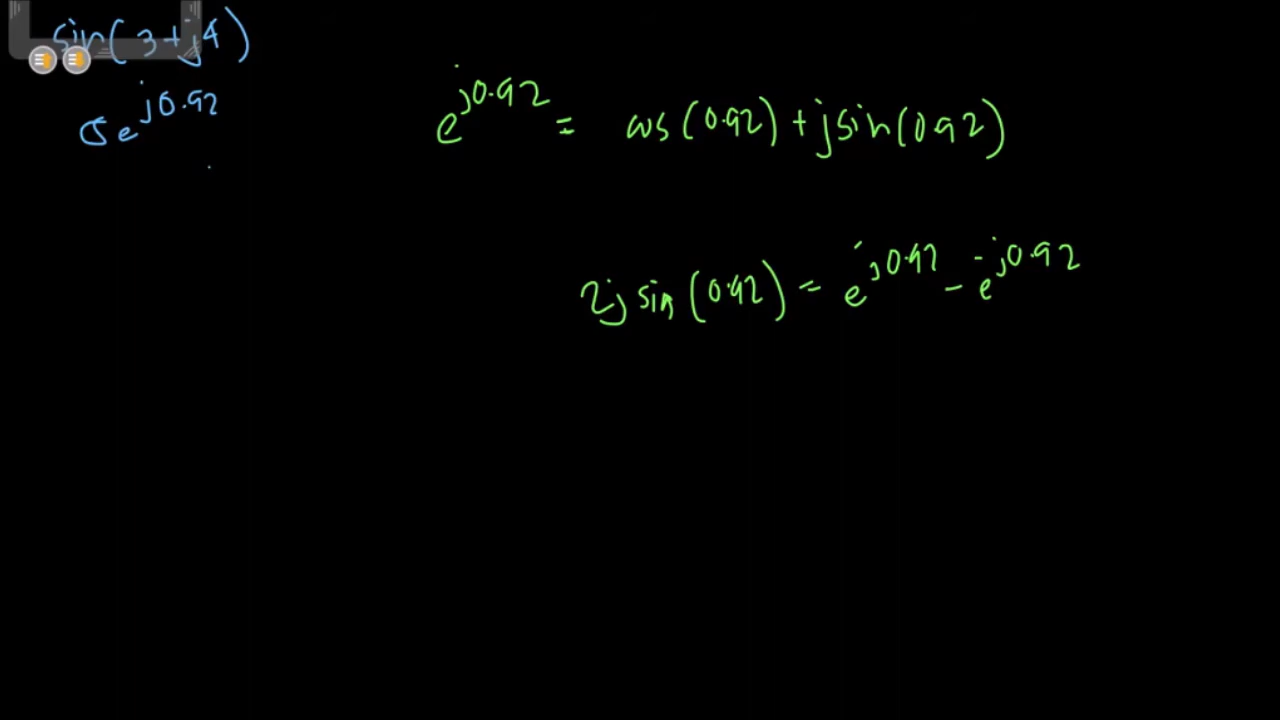 sin(3+j4)
5e^{j0.92}
e^{j0.92} = cos(0.92) + jsin(0.92)
2j sin(0.92) = e^{j0.92} - e^{-j0.92}